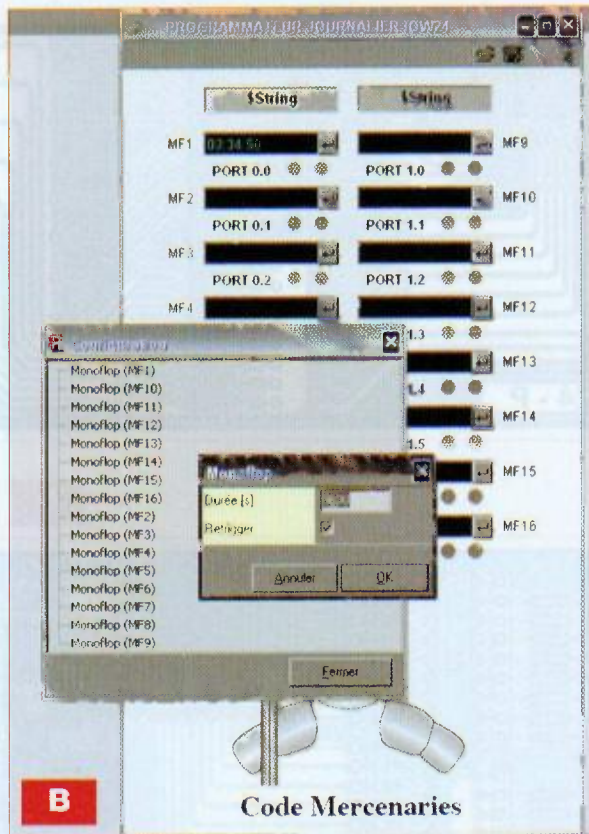 PROGRAMMATEUR JOURNALIER IOW24
$String $String
MF1 MF9
PORT 0.0 PORT 1.0
MF2 MF10
PORT 0.1 PORT 1.1
MF3 MF11
PORT 0.2 PORT 1.2
MF4 MF12
1.3
MF13
1.4
MF14
1.5
MF15
MF16
Configuration
Monoflop (MF1)
Monoflop (MF10)
Monoflop (MF11)
Monoflop (MF12)
Monoflop (MF13)
Monoflop (MF14)
Monoflop (MF15)
Monoflop (MF16)
Monoflop (MF2)
Monoflop (MF3)
Monoflop (MF4)
Monoflop (MF5)
Monoflop (MF6)
Monoflop (MF7)
Monoflop (MF8)
Monoflop (MF9)
Fermer
Monoflop
Durée [s]
Retrigger
Annuler OK
B
Code Mercenaries